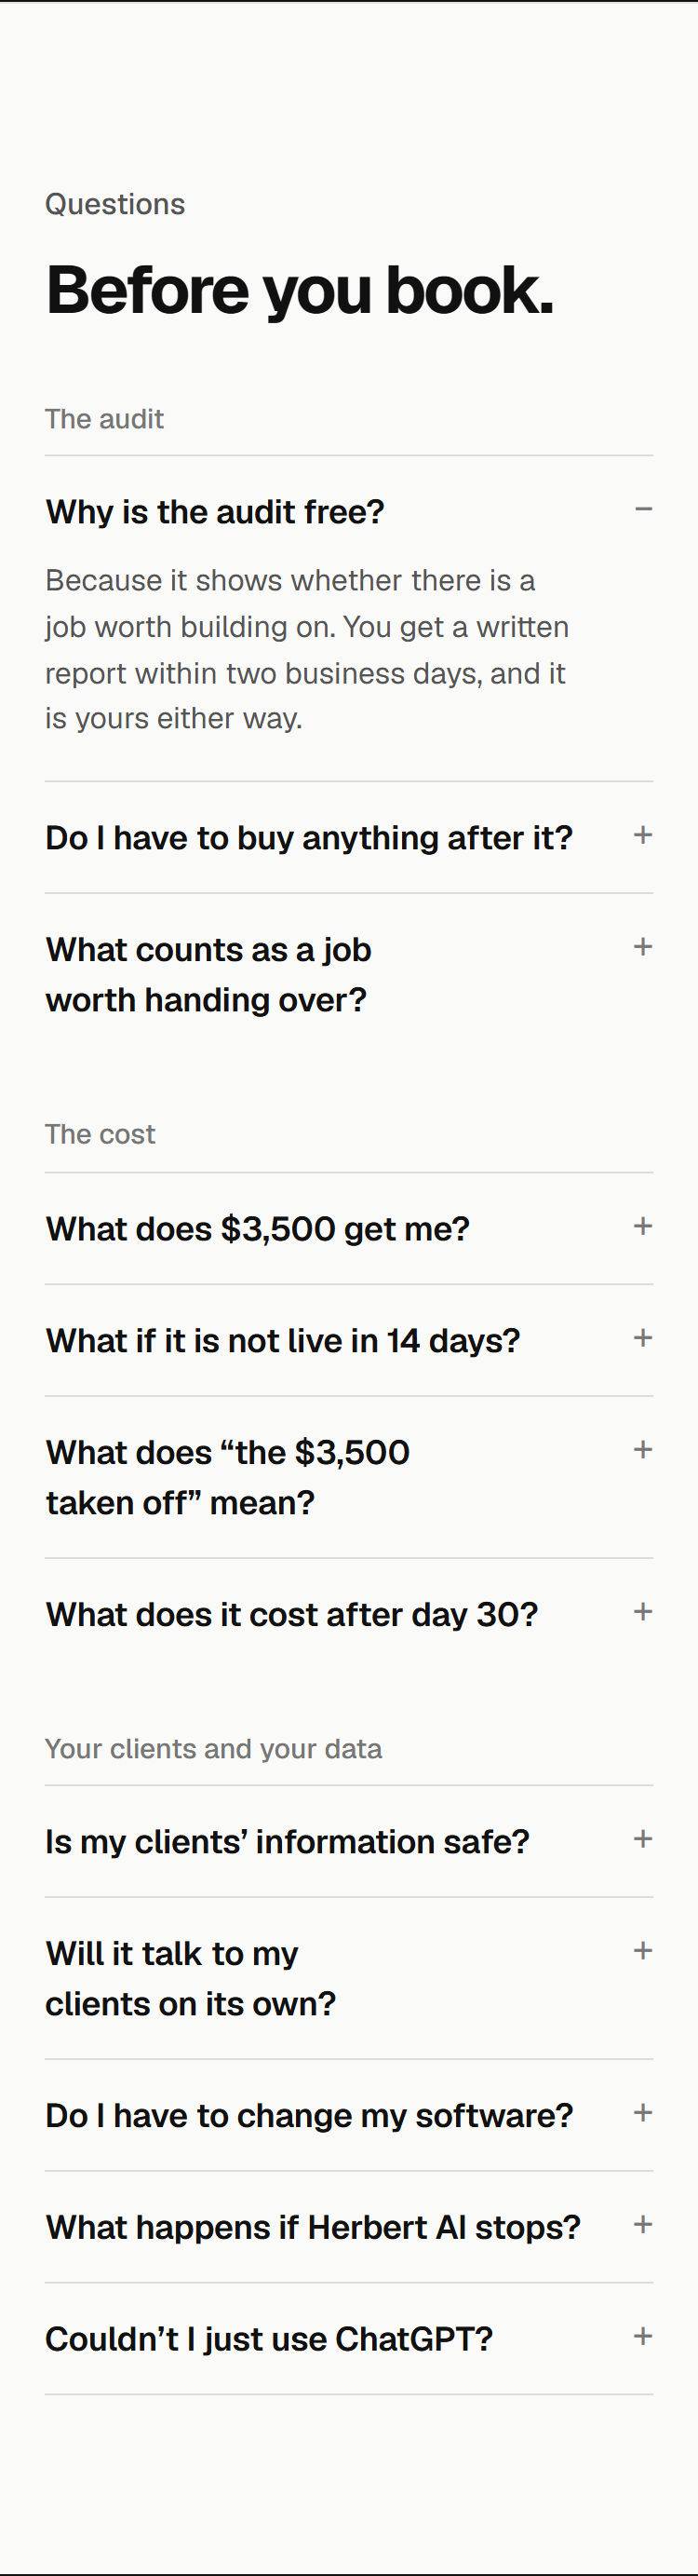 Questions
Before you book.
The audit
Why is the audit free? −
Because it shows whether there is a
job worth building on. You get a written
report within two business days, and it
is yours either way.
Do I have to buy anything after it? +
What counts as a job +
worth handing over?
The cost
What does $3,500 get me? +
What if it is not live in 14 days? +
What does “the $3,500 +
taken off” mean?
What does it cost after day 30? +
Your clients and your data
Is my clients’ information safe? +
Will it talk to my +
clients on its own?
Do I have to change my software? +
What happens if Herbert AI stops? +
Couldn’t I just use ChatGPT? +